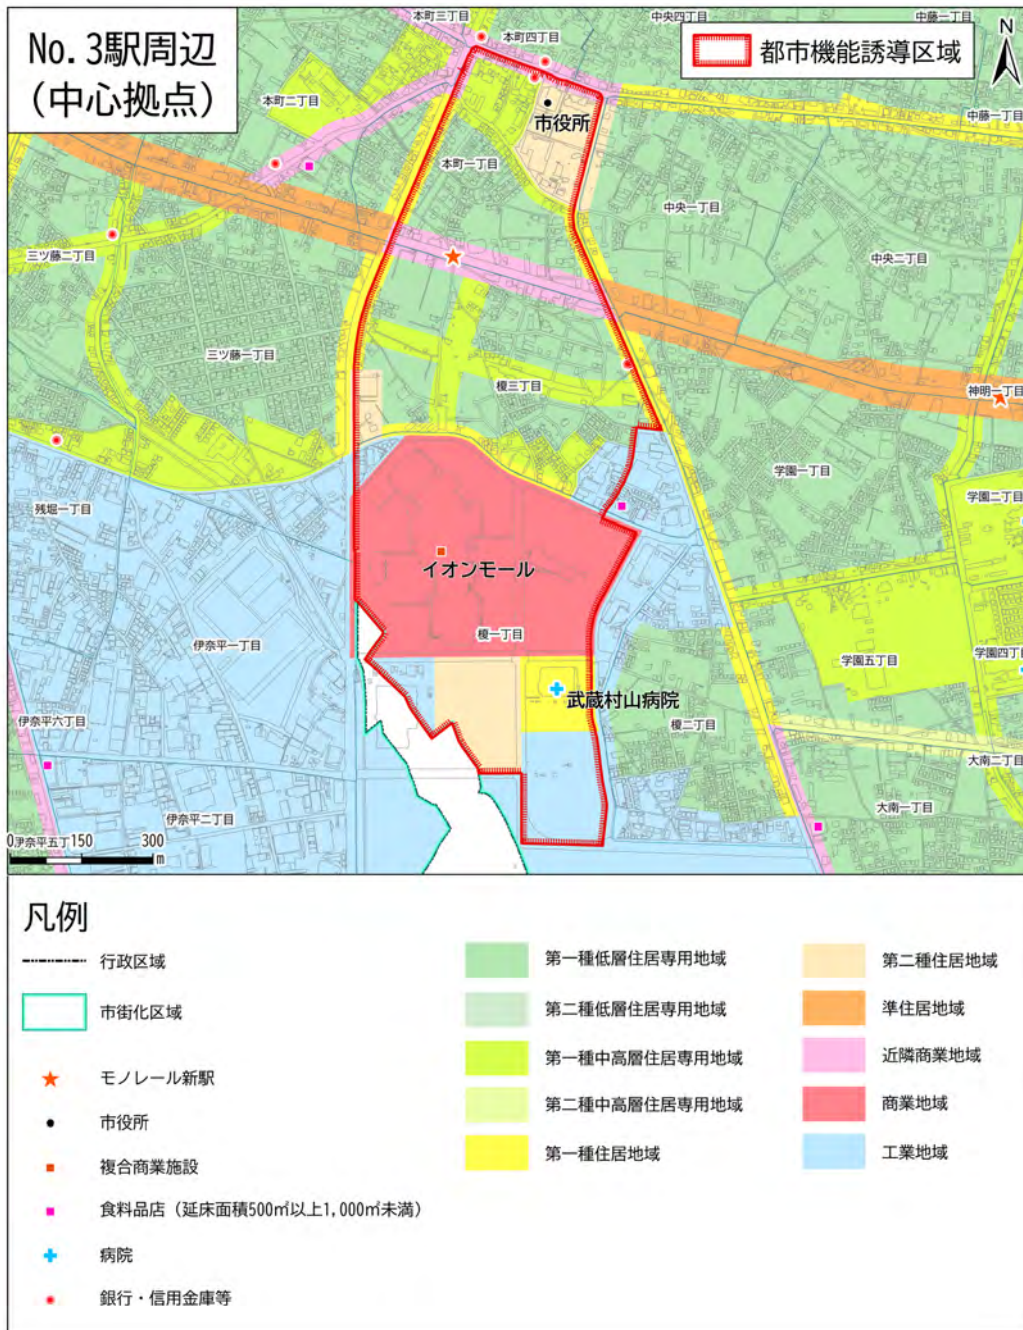 No.3駅周辺
(中心拠点)
都市機能誘導区域
N
本町三丁目
中央四丁目
中藤一丁目
本町四丁目
本町二丁目
市役所
中藤一丁目
本町一丁目
中央一丁目
三ツ藤二丁目
中央二丁目
三ツ藤一丁目
榎三丁目
神明一丁目
学園一丁目
残堀一丁目
学園二丁目
イオンモール
榎一丁目
伊奈平一丁目
学園五丁目
学園四丁目
武蔵村山病院
伊奈平六丁目
榎二丁目
大南二丁目
大南一丁目
伊奈平二丁目
伊奈平五丁
0 150 300
m
凡例
行政区域
市街化区域
モノレール新駅
市役所
複合商業施設
食料品店(延床面積500㎡以上1,000㎡未満)
病院
銀行・信用金庫等
第一種低層住居専用地域
第二種低層住居専用地域
第一種中高層住居専用地域
第二種中高層住居専用地域
第一種住居地域
第二種住居地域
準住居地域
近隣商業地域
商業地域
工業地域